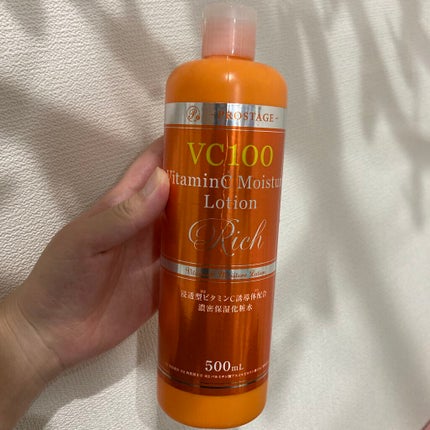 -PROSTAGE-
VC100
VitaminC Moisture
Lotion
Rich
浸透型ビタミンC誘導体配合
濃密保湿化粧水
500mL